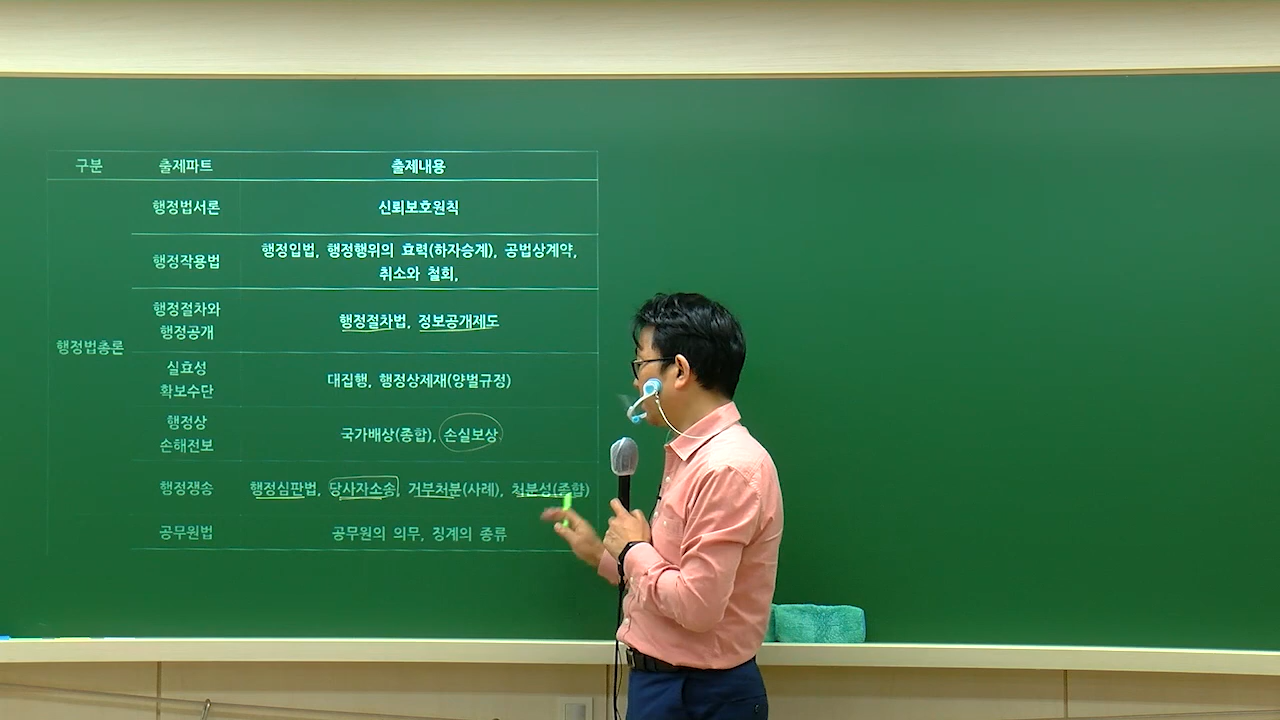 구분 출제파트 출제내용
행정법총론
행정법서론 신뢰보호원칙
행정작용법 행정입법, 행정행위의 효력(하자승계), 공법상계약,
취소와 철회,
행정절차와
행정공개 행정절차법, 정보공개제도
실효성
확보수단 대집행, 행정상제재(양벌규정)
행정상
손해전보 국가배상(종합), 손실보상
행정쟁송 행정심판법, 당사자소송, 거부처분(사례), 처분성(종합)
공무원법 공무원의 의무, 징계의 종류